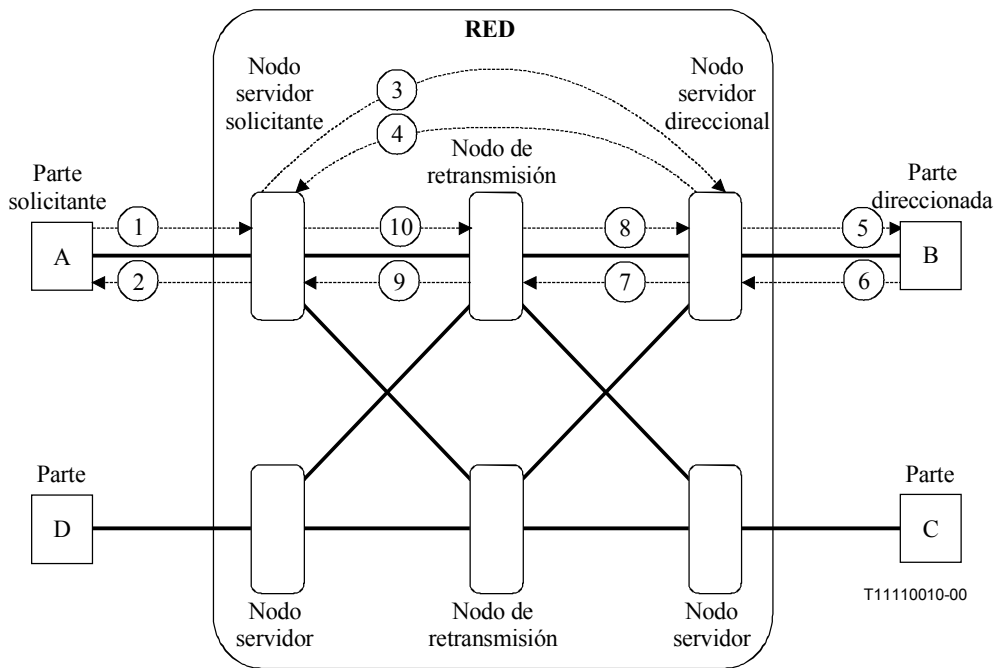 RED
Nodo
servidor
solicitante
3
Nodo
servidor
direccional
4
Nodo de
retransmisión
Parte
solicitante
Parte
direccionada
1
10
8
5
A
B
2
9
7
6
Parte
Parte
D
C
T11110010-00
Nodo
servidor
Nodo de
retransmisión
Nodo
servidor